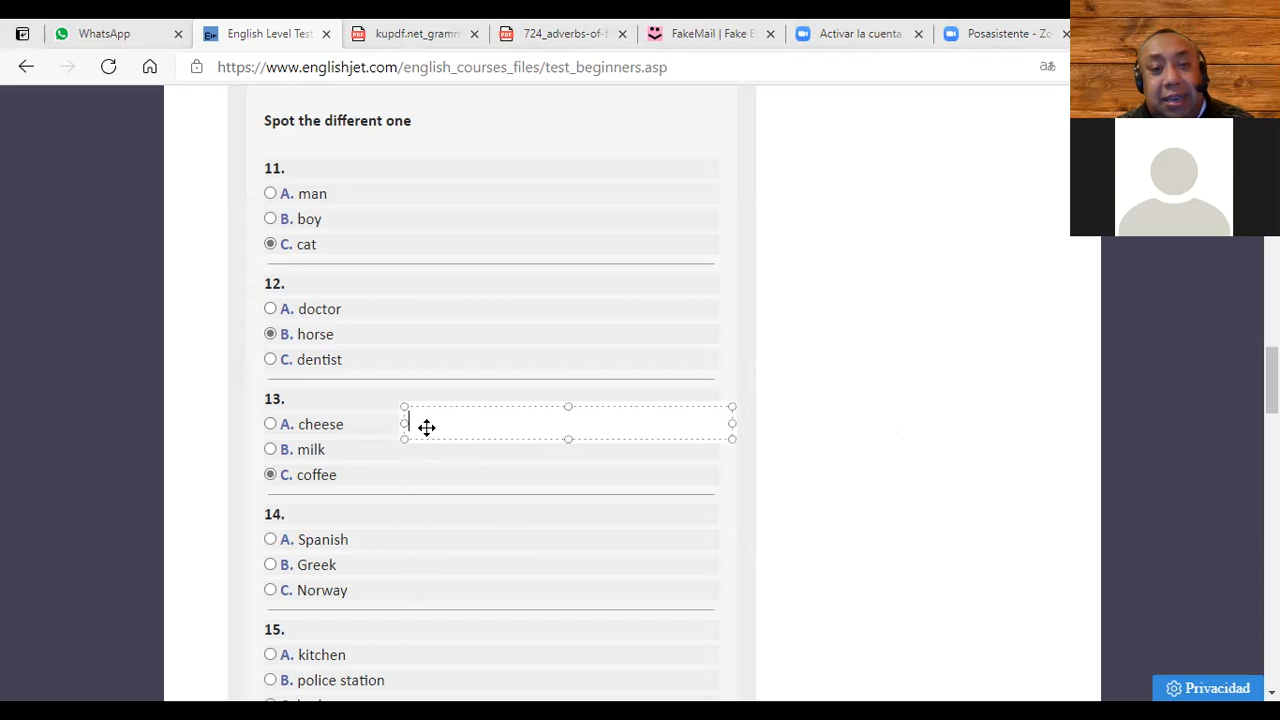 WhatsApp
English Level Test
kupdf.net_gramm
724_adverbs-of-f
FakeMail | Fake E
Activar la cuenta
Posasistente - Zo
https://www.englishjet.com/english_courses_files/test_beginners.asp
Spot the different one
11.
A. man
B. boy
C. cat
12.
A. doctor
B. horse
C. dentist
13.
A. cheese
B. milk
C. coffee
14.
A. Spanish
B. Greek
C. Norway
15.
A. kitchen
B. police station
Privacidad